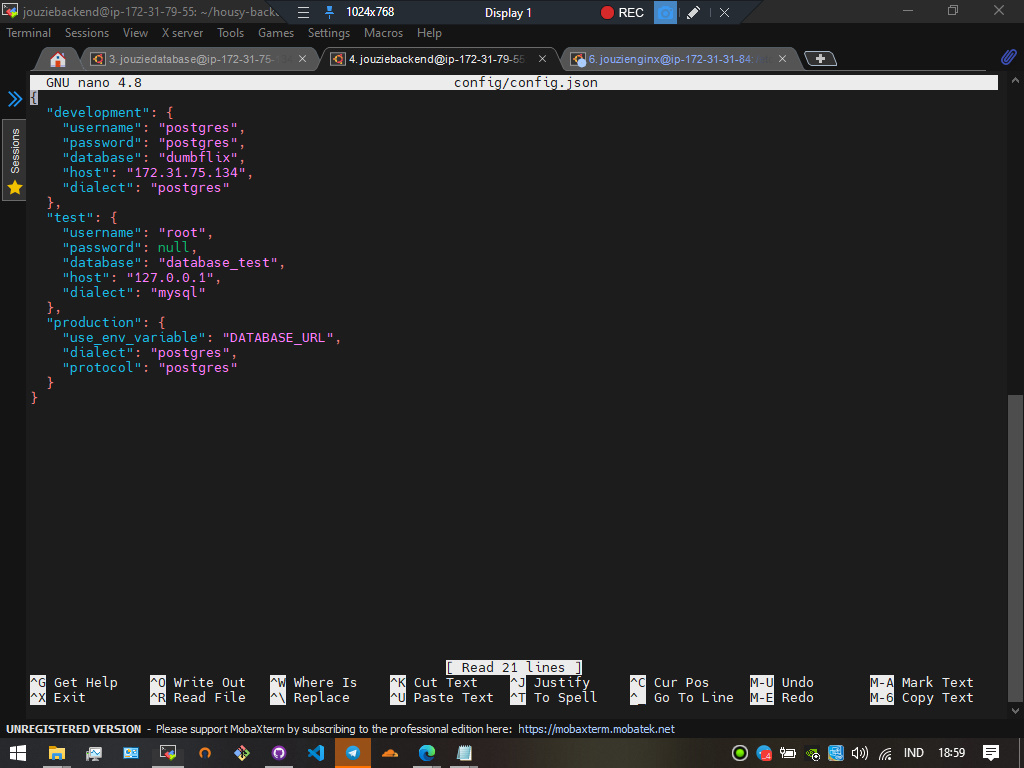 jouziebackend@ip-172-31-79-55: ~/housy-back
1024x768
Display 1
REC
Terminal Sessions View X server Tools Games Settings Macros Help
3. jouziedatabase@ip-172-31-75-
4. jouziebackend@ip-172-31-79-55
6. jouzienginx@ip-172-31-31-84:
Sessions
GNU nano 4.8 config/config.json
{
"development": {
"username": "postgres",
"password": "postgres",
"database": "dumbflix",
"host": "172.31.75.134",
"dialect": "postgres"
},
"test": {
"username": "root",
"password": null,
"database": "database_test",
"host": "127.0.0.1",
"dialect": "mysql"
},
"production": {
"use_env_variable": "DATABASE_URL",
"dialect": "postgres",
"protocol": "postgres"
}
}
[ Read 21 lines ]
^G Get Help ^O Write Out ^W Where Is ^K Cut Text ^J Justify ^C Cur Pos M-U Undo M-A Mark Text
^X Exit ^R Read File ^\ Replace ^U Paste Text ^T To Spell ^_ Go To Line M-E Redo M-6 Copy Text
UNREGISTERED VERSION - Please support MobaXterm by subscribing to the professional edition here: https://mobaxterm.mobatek.net
IND 18:59